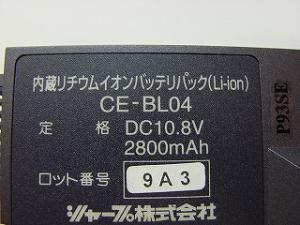 内蔵リチウムイオンバッテリパック(Li-ion)
CE-BL04
定 格 DC10.8V
2800mAh
ロット番号 9A3
シャープ株式会社
P93SE